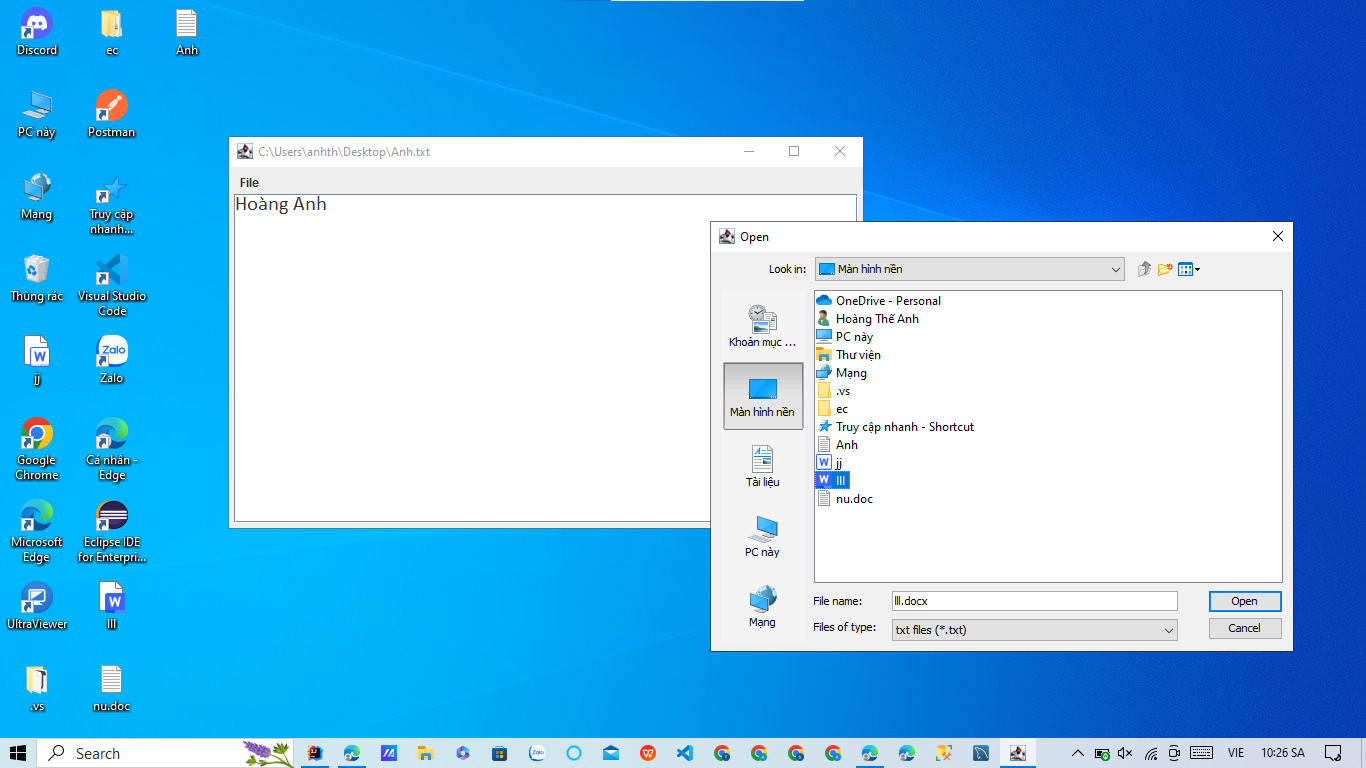 Discord
ec
Anh
PC này
Postman
Mạng
Truy cập
nhanh...
Thùng rác
Visual Studio
Code
jj
Zalo
Zalo
Google
Chrome
Cá nhân -
Edge
Microsoft
Edge
Eclipse IDE
for Enterpri...
UltraViewer
lll
.vs
nu.doc
C:\Users\anhth\Desktop\Anh.txt
File
Hoàng Anh
Open
Look in:
Màn hình nền
Khoản mục ...
Màn hình nền
Tài liệu
PC này
Mạng
OneDrive - Personal
Hoàng Thế Anh
PC này
Thư viện
Mạng
.vs
ec
Truy cập nhanh - Shortcut
Anh
jj
lll
nu.doc
File name:
lll.docx
Open
Files of type:
txt files (*.txt)
Cancel
Search
VIE
10:26 SA